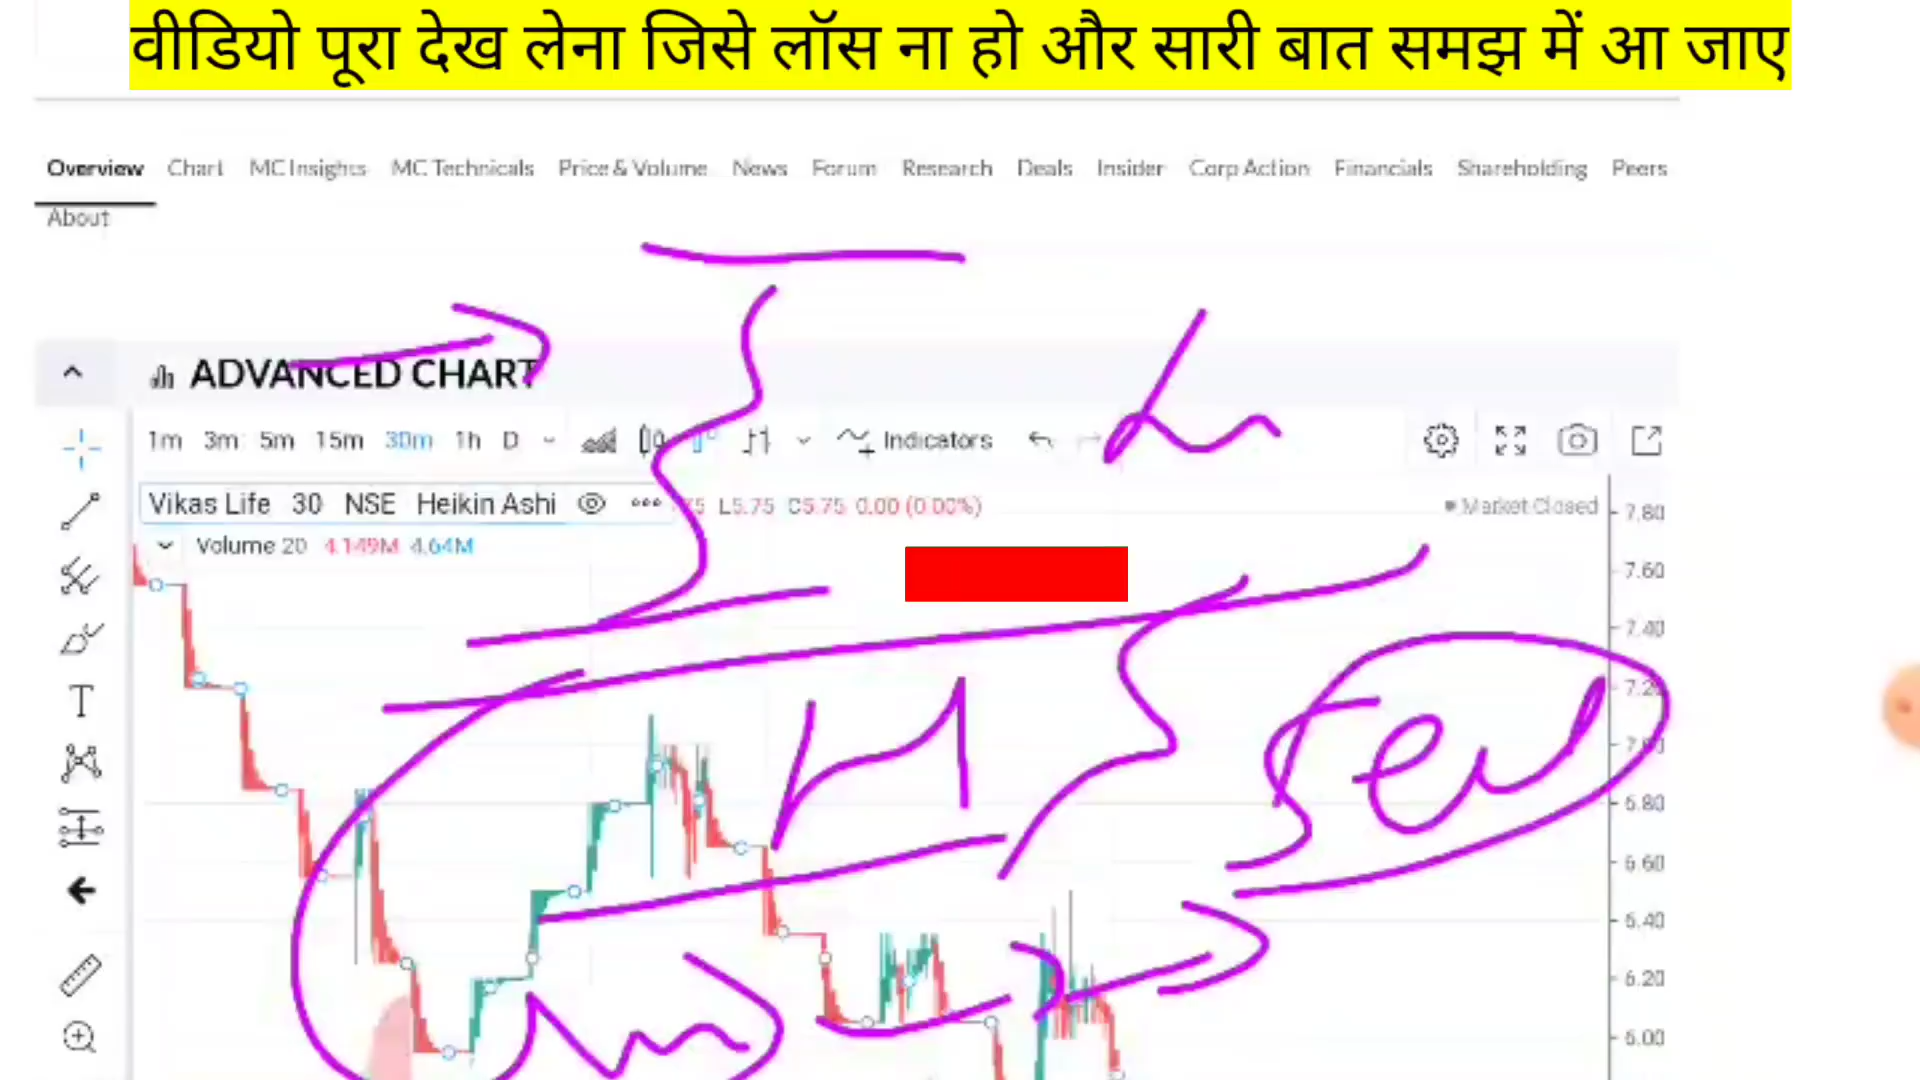 वीडियो पूरा देख लेना जिसे लॉस ना हो और सारी बात समझ में आ जाए
Overview Chart MC Insights MC Technicals Price & Volume News Forum Research Deals Insider Corp Action Financials Shareholding Peers
About
ADVANCED CHART
1m 3m 5m 15m 30m 1h D Indicators
Vikas Life 30 NSE Heikin Ashi L5.75 C5.75 0.00 (0.00%) Market Closed
Volume 20 4.149M 4.64M
7.80
7.60
7.40
6.80
6.60
6.40
6.20
6.00